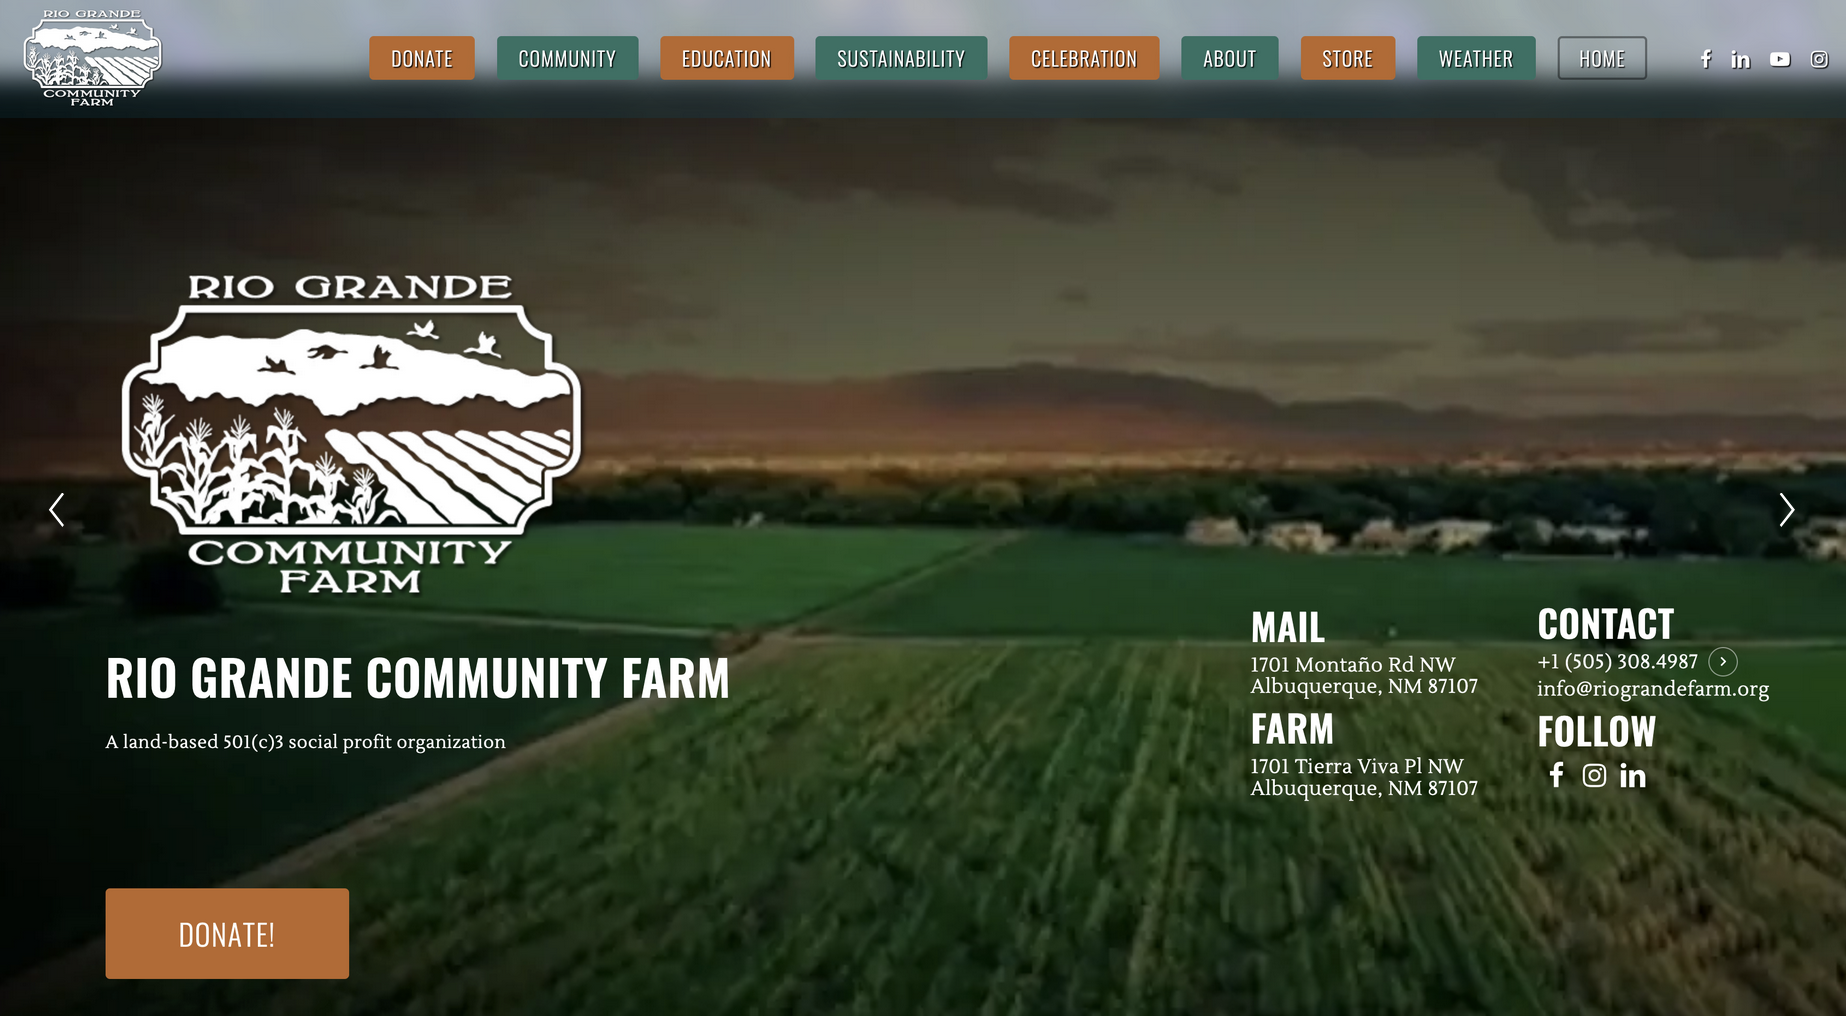 RIO GRANDE
COMMUNITY
FARM
DONATE
COMMUNITY
EDUCATION
SUSTAINABILITY
CELEBRATION
ABOUT
STORE
WEATHER
HOME
RIO GRANDE
COMMUNITY
FARM
RIO GRANDE COMMUNITY FARM
A land-based 501(c)3 social profit organization
DONATE!
MAIL
1701 Montaño Rd NW
Albuquerque, NM 87107
FARM
1701 Tierra Viva Pl NW
Albuquerque, NM 87107
CONTACT
+1 (505) 308.4987
info@riograndefarm.org
FOLLOW